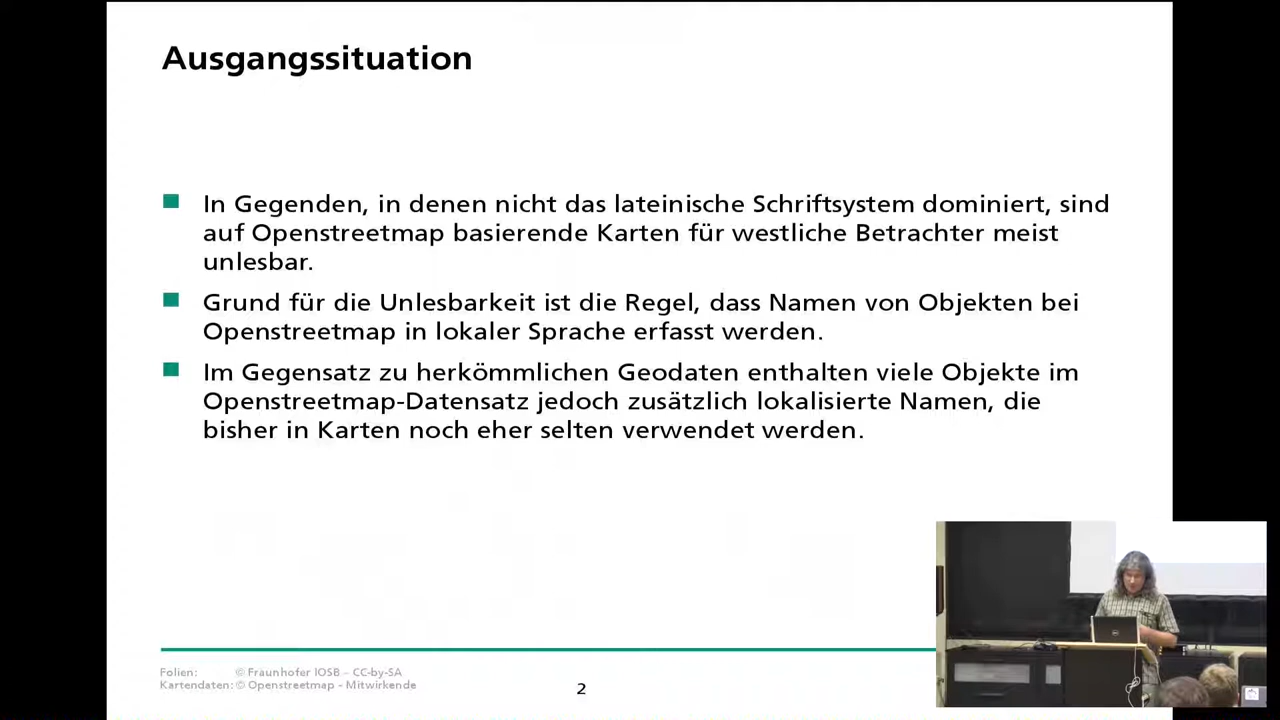 Ausgangssituation
In Gegenden, in denen nicht das lateinische Schriftsystem dominiert, sind
auf Openstreetmap basierende Karten für westliche Betrachter meist
unlesbar.
Grund für die Unlesbarkeit ist die Regel, dass Namen von Objekten bei
Openstreetmap in lokaler Sprache erfasst werden.
Im Gegensatz zu herkömmlichen Geodaten enthalten viele Objekte im
Openstreetmap-Datensatz jedoch zusätzlich lokalisierte Namen, die
bisher in Karten noch eher selten verwendet werden.
Folien: © Fraunhofer IOSB – CC-by-SA
Kartendaten: © Openstreetmap - Mitwirkende
2